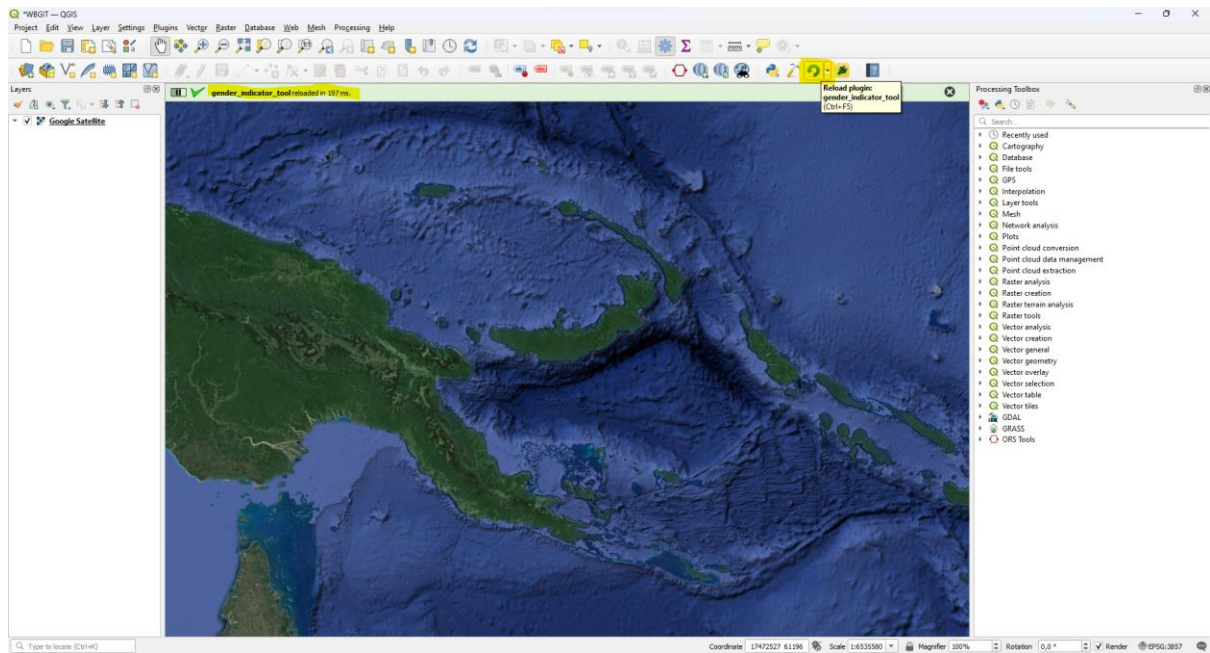 *WBGIT — QGIS
Project Edit View Layer Settings Plugins Vector Raster Database Web Mesh Processing Help
Layers
gender_indicator_tool reloaded in 197 ms.
Reload plugin:
gender_indicator_tool
(Ctrl+F5)
Processing Toolbox
Google Satellite
Search...
Recently used
Cartography
Database
File tools
GPS
Interpolation
Layer tools
Mesh
Network analysis
Plots
Point cloud conversion
Point cloud data management
Point cloud extraction
Raster analysis
Raster creation
Raster terrain analysis
Raster tools
Vector analysis
Vector creation
Vector general
Vector geometry
Vector overlay
Vector selection
Vector table
Vector tiles
GDAL
GRASS
ORS Tools
Type to locate (Ctrl+K)
Coordinate 17472527 61196 Scale 1:6535580 Magnifier 100% Rotation 0,0 ° Render EPSG:3857